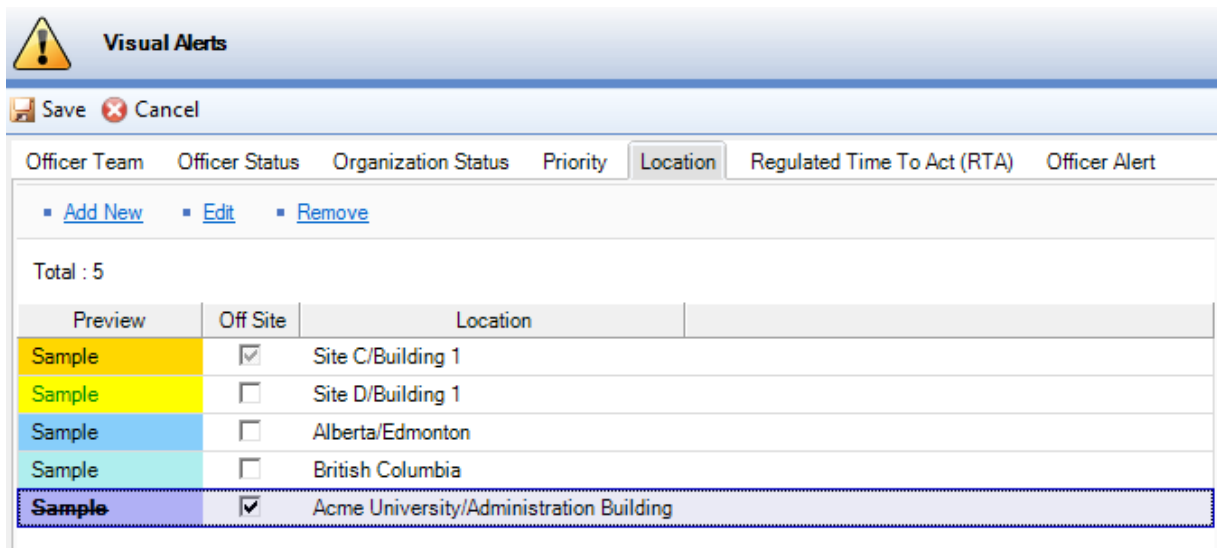 Visual Alerts
Save Cancel
Officer Team Officer Status Organization Status Priority Location Regulated Time To Act (RTA) Officer Alert
Add New Edit Remove
Total : 5
Preview Off Site Location
Sample Site C/Building 1
Sample Site D/Building 1
Sample Alberta/Edmonton
Sample British Columbia
Sample Acme University/Administration Building